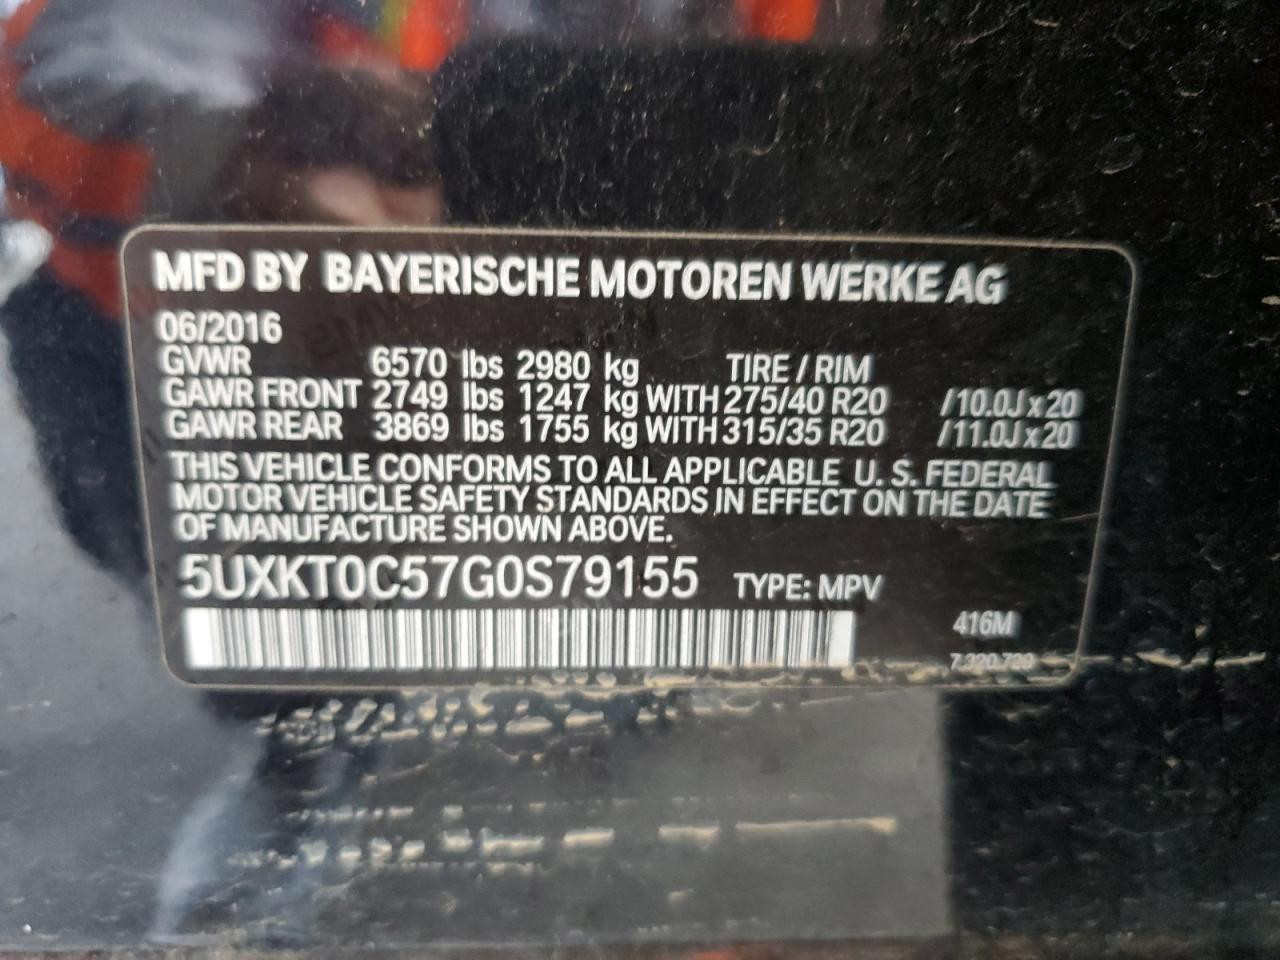 MFD BY BAYERISCHE MOTOREN WERKE AG
06/2016
GVWR 6570 lbs 2980 kg TIRE / RIM
GAWR FRONT 2749 lbs 1247 kg WITH 275/40 R20 /10.0J x 20
GAWR REAR 3869 lbs 1755 kg WITH 315/35 R20 /11.0J x 20
THIS VEHICLE CONFORMS TO ALL APPLICABLE U. S. FEDERAL
MOTOR VEHICLE SAFETY STANDARDS IN EFFECT ON THE DATE
OF MANUFACTURE SHOWN ABOVE.
5UXKT0C57G0S79155 TYPE: MPV
416M
7.320.720